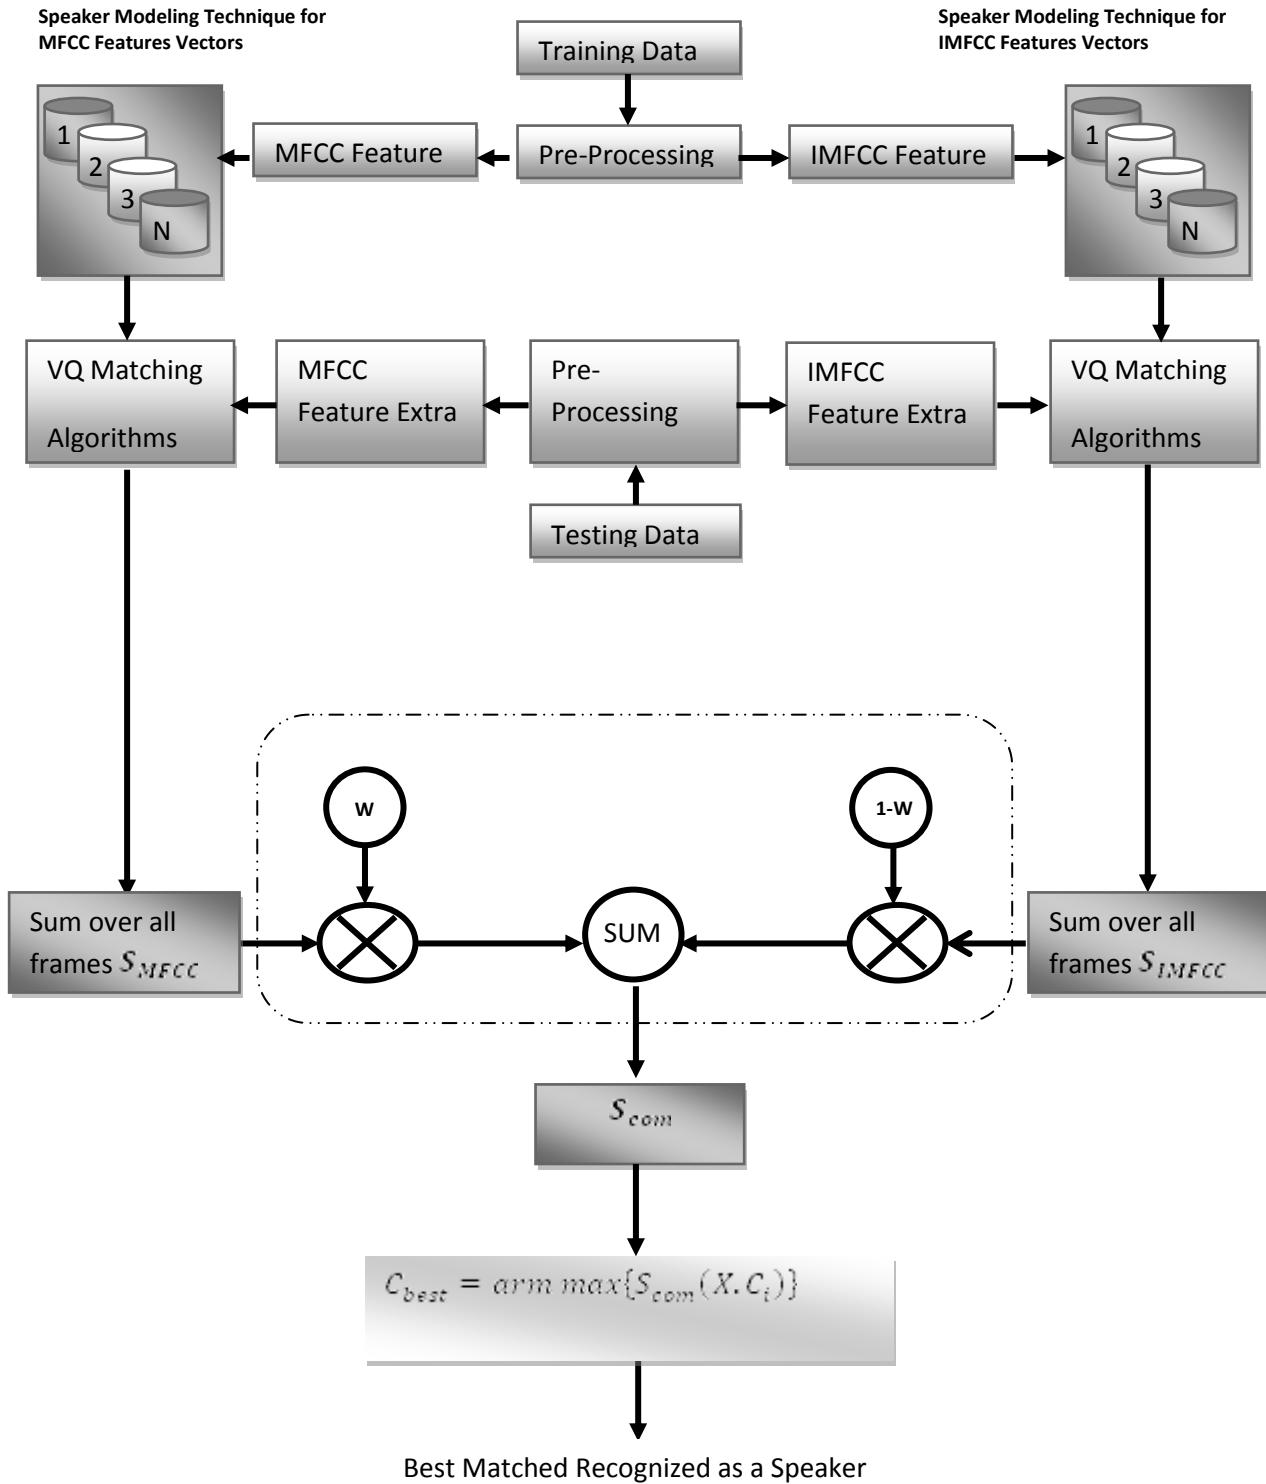 Speaker Modeling Technique for
MFCC Features Vectors
Speaker Modeling Technique for
IMFCC Features Vectors
Training Data
1
2
3
N
MFCC Feature
Pre-Processing
IMFCC Feature
1
2
3
N
VQ Matching
Algorithms
MFCC
Feature Extra
Pre-
Processing
IMFCC
Feature Extra
VQ Matching
Algorithms
Testing Data
W
1-W
Sum over all
frames S_MFCC
SUM
Sum over all
frames S_IMFCC
S_com
C_best = arm max{S_com(X.C_i)}
Best Matched Recognized as a Speaker